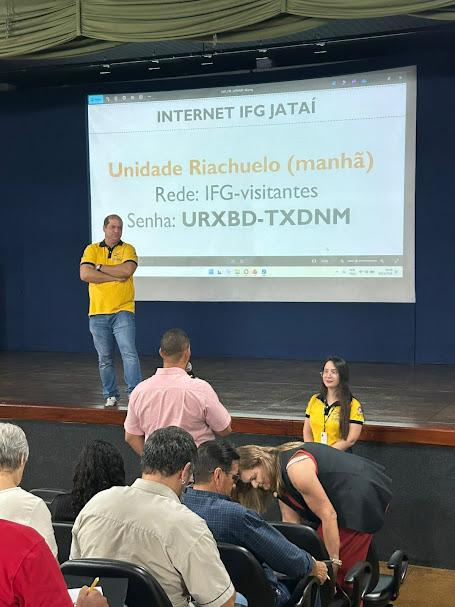 INTERNET IFG JATAÍ
Unidade Riachuelo (manhã)
Rede: IFG-visitantes
Senha: URXBD-TXDNM